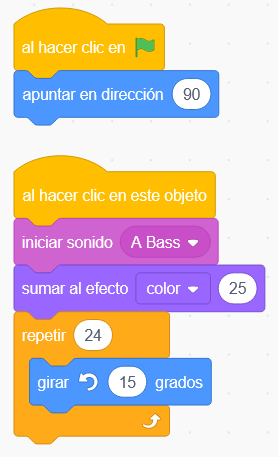 al hacer clic en
apuntar en dirección 90
al hacer clic en este objeto
iniciar sonido A Bass
sumar al efecto color 25
repetir 24
girar 15 grados